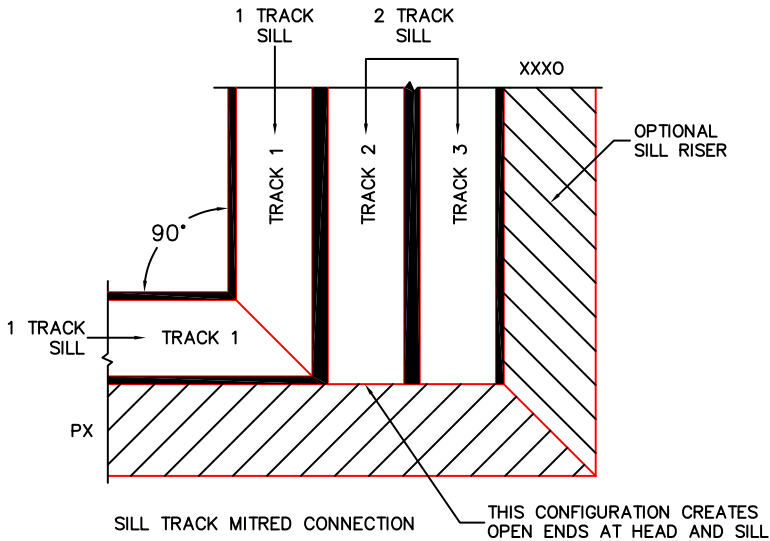 1 TRACK
SILL
2 TRACK
SILL
XXXO
OPTIONAL
SILL RISER
TRACK 1
TRACK 2
TRACK 3
90°
1 TRACK
SILL
TRACK 1
PX
SILL TRACK MITRED CONNECTION
THIS CONFIGURATION CREATES
OPEN ENDS AT HEAD AND SILL